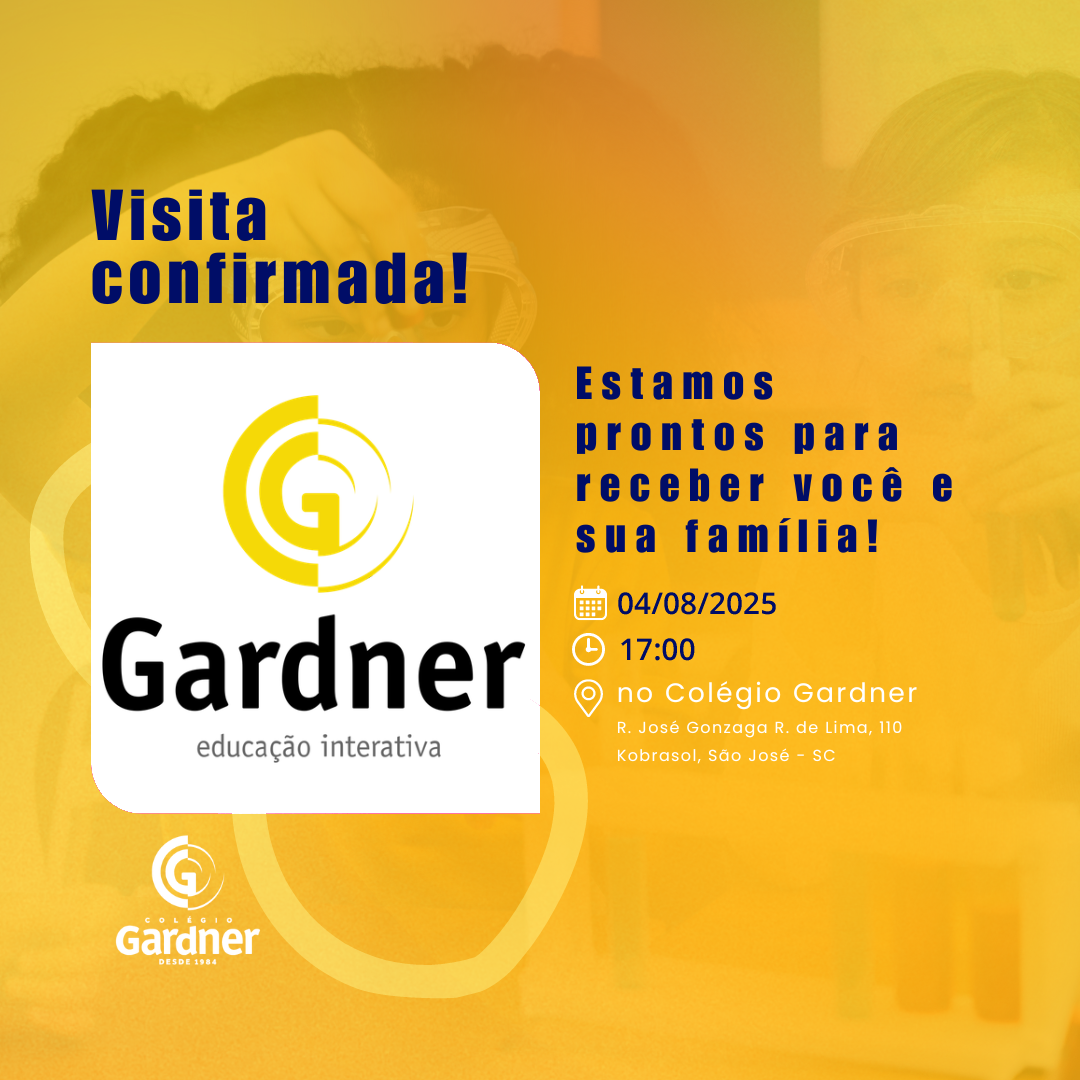 Visita
confirmada!
G
Gardner
educação interativa
Estamos
prontos para
receber você e
sua família!
04/08/2025
17:00
no Colégio Gardner
R. José Gonzaga R. de Lima, 110
Kobrasol, São José - SC
G
COLÉGIO
Gardner
DESDE 1984